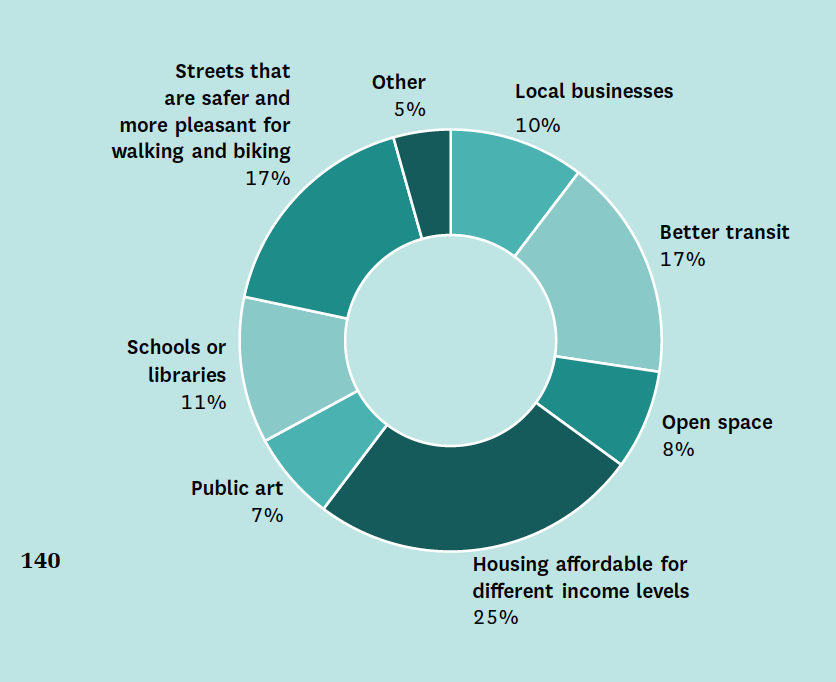 Streets that
are safer and
more pleasant for
walking and biking
17%
Other
5%
Local businesses
10%
Better transit
17%
Open space
8%
Housing affordable for
different income levels
25%
Public art
7%
Schools or
libraries
11%
140